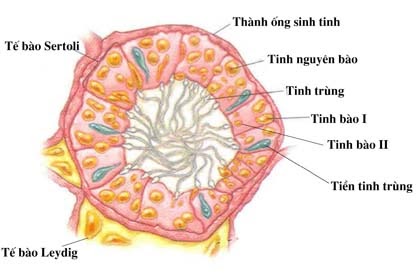 Thành ống sinh tinh
Tế bào Sertoli
Tinh nguyên bào
Tinh trùng
Tinh bào I
Tinh bào II
Tiền tinh trùng
Tế bào Leydig